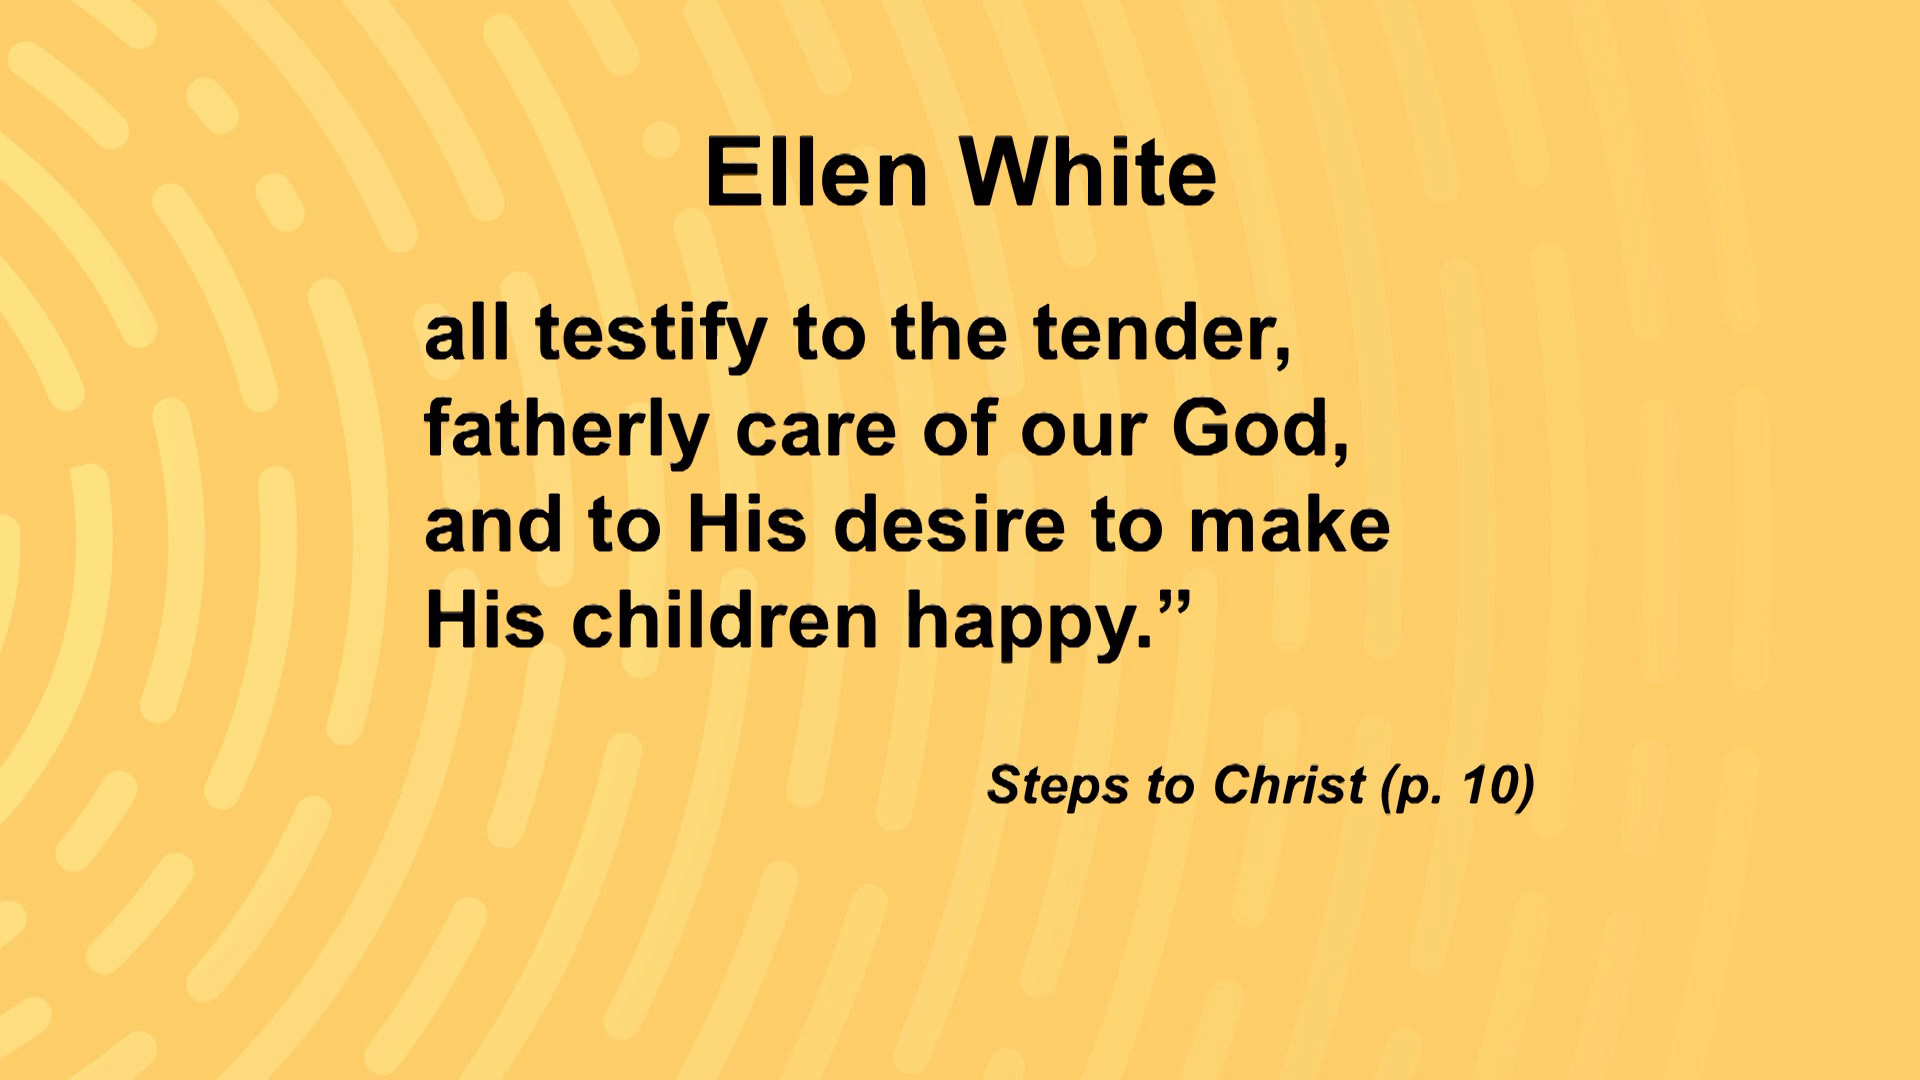 Ellen White
all testify to the tender,
fatherly care of our God,
and to His desire to make
His children happy.”
Steps to Christ (p. 10)